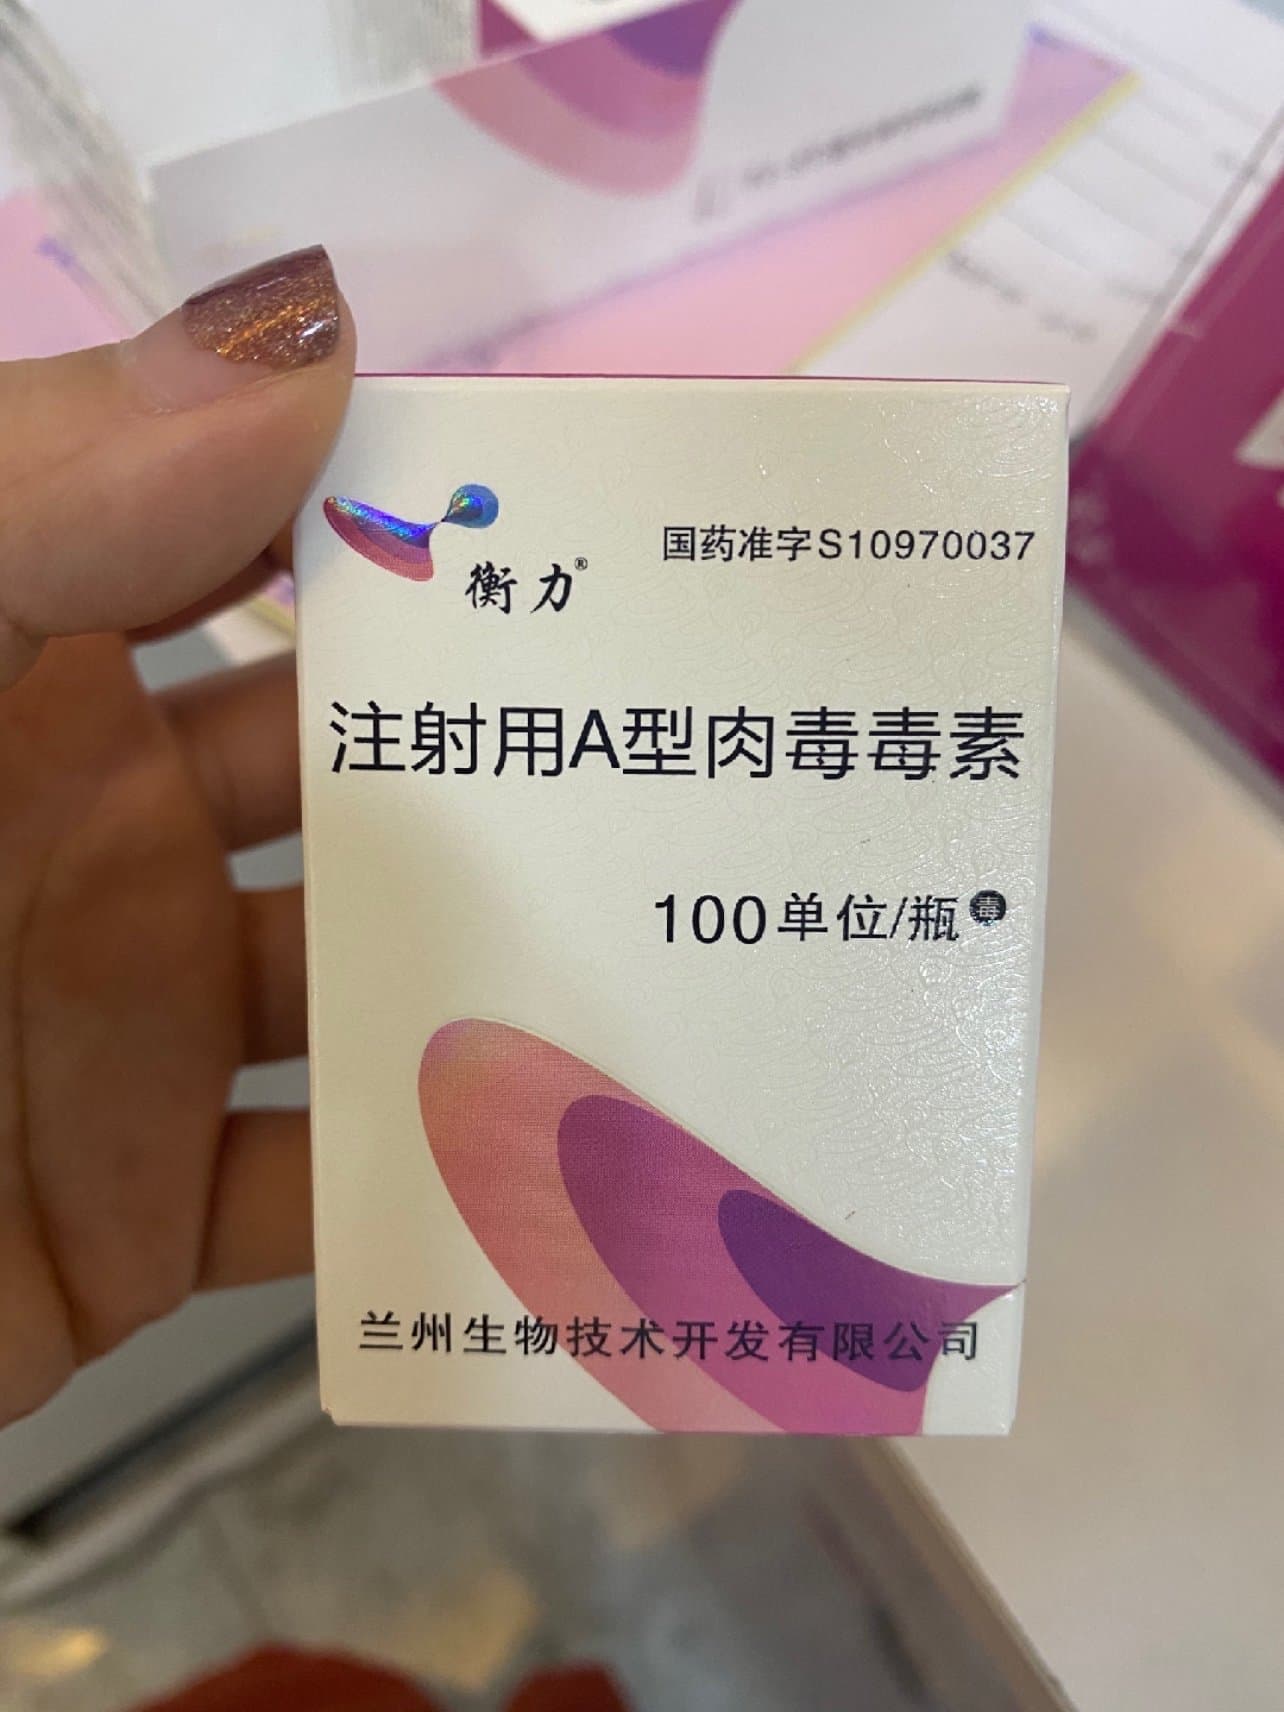 衡力®
国药准字S10970037
注射用A型肉毒毒素
100单位/瓶 毒
兰州生物技术开发有限公司